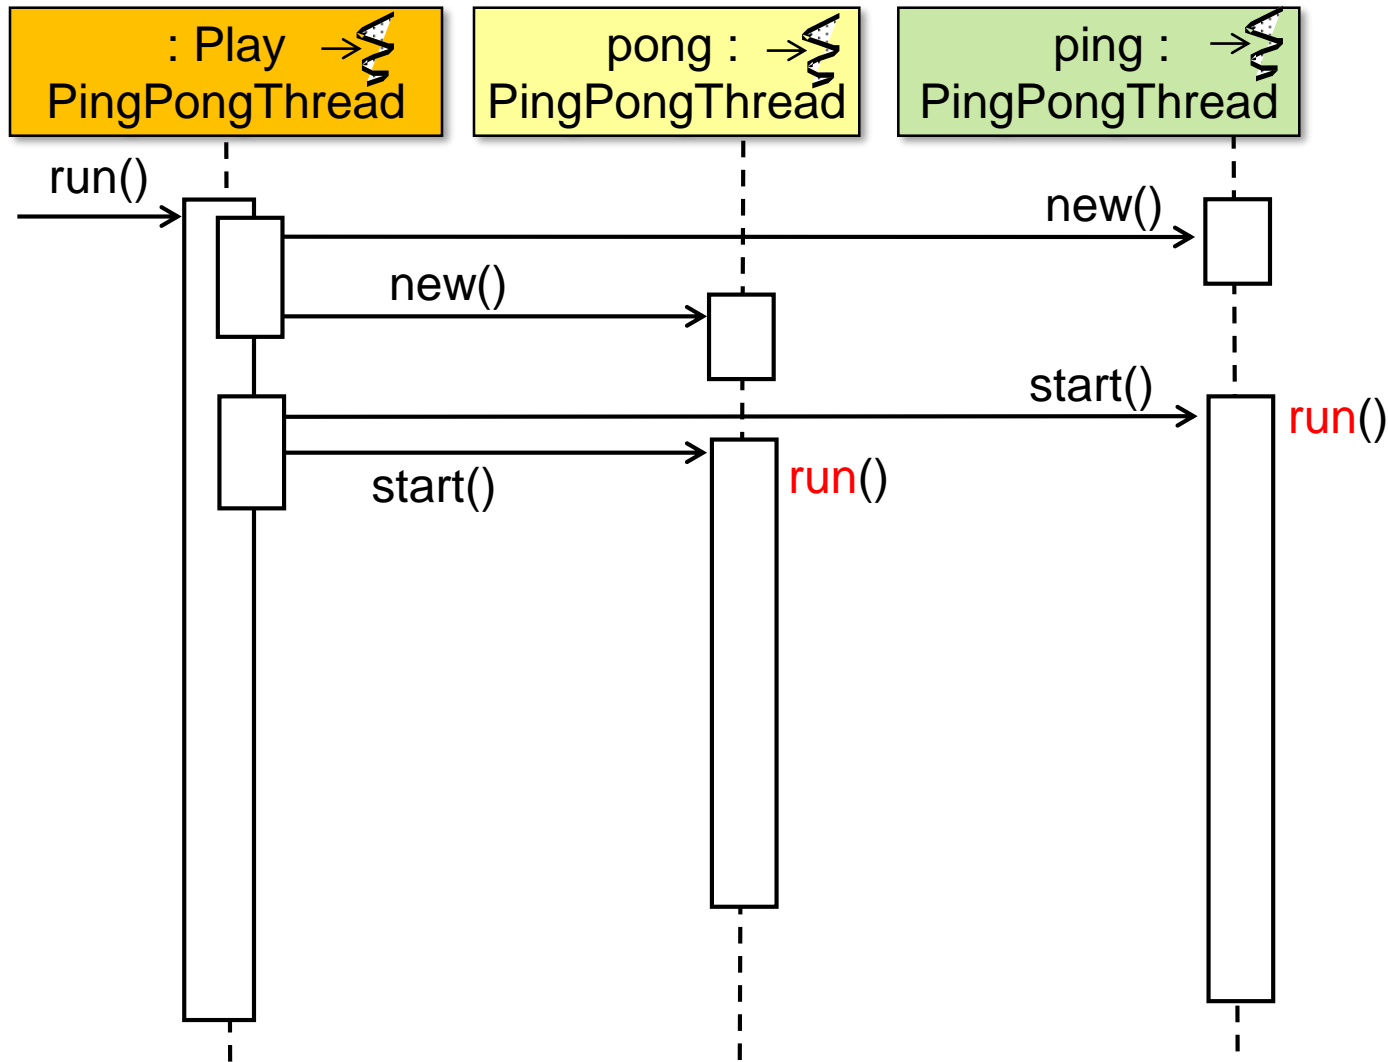 : Play
PingPongThread
pong :
PingPongThread
ping :
PingPongThread
run()
new()
new()
start()
run()
start()
run()